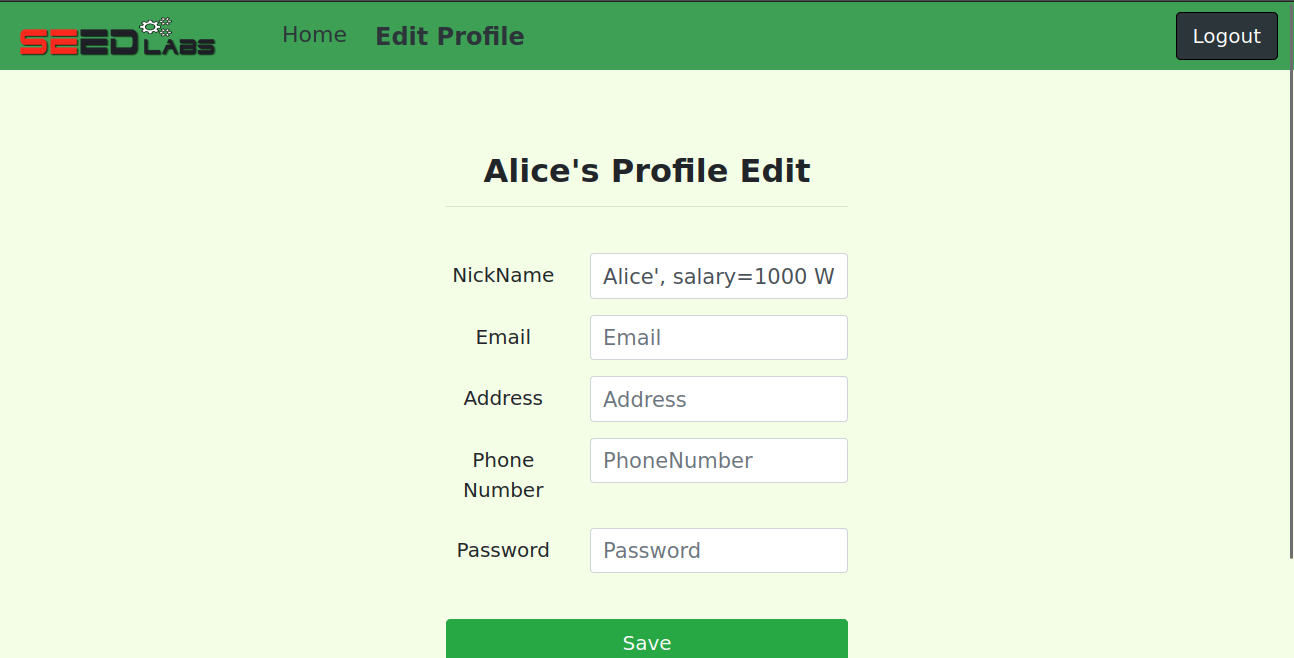 SEED LABS
Home
Edit Profile
Logout
Alice's Profile Edit
NickName
Alice', salary=1000 W
Email
Email
Address
Address
Phone
Number
PhoneNumber
Password
Password
Save